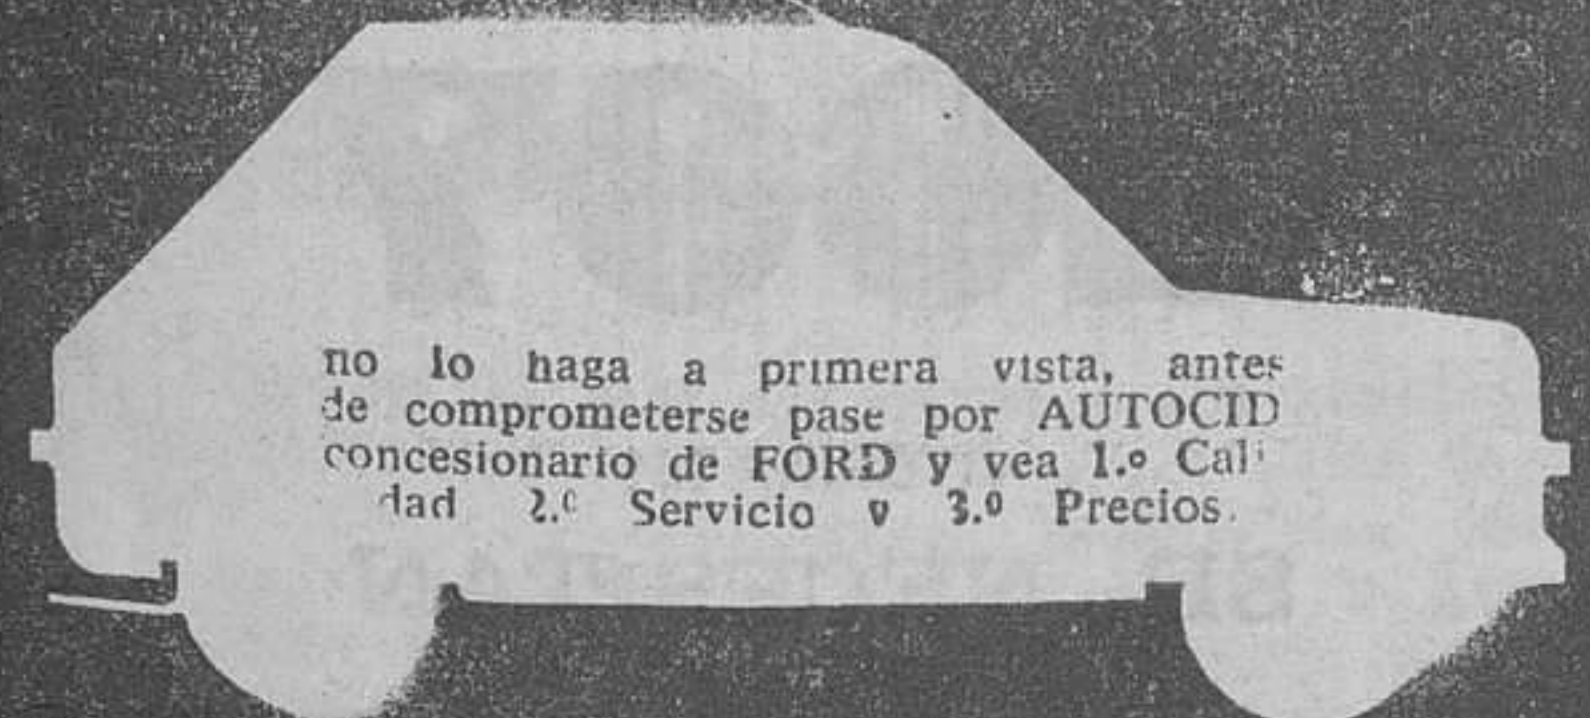 no lo haga a primera vista, antes
de comprometerse pase por AUTOCID
concesionario de FORD y vea 1.º Cali
dad 2.º Servicio y 3.º Precios.